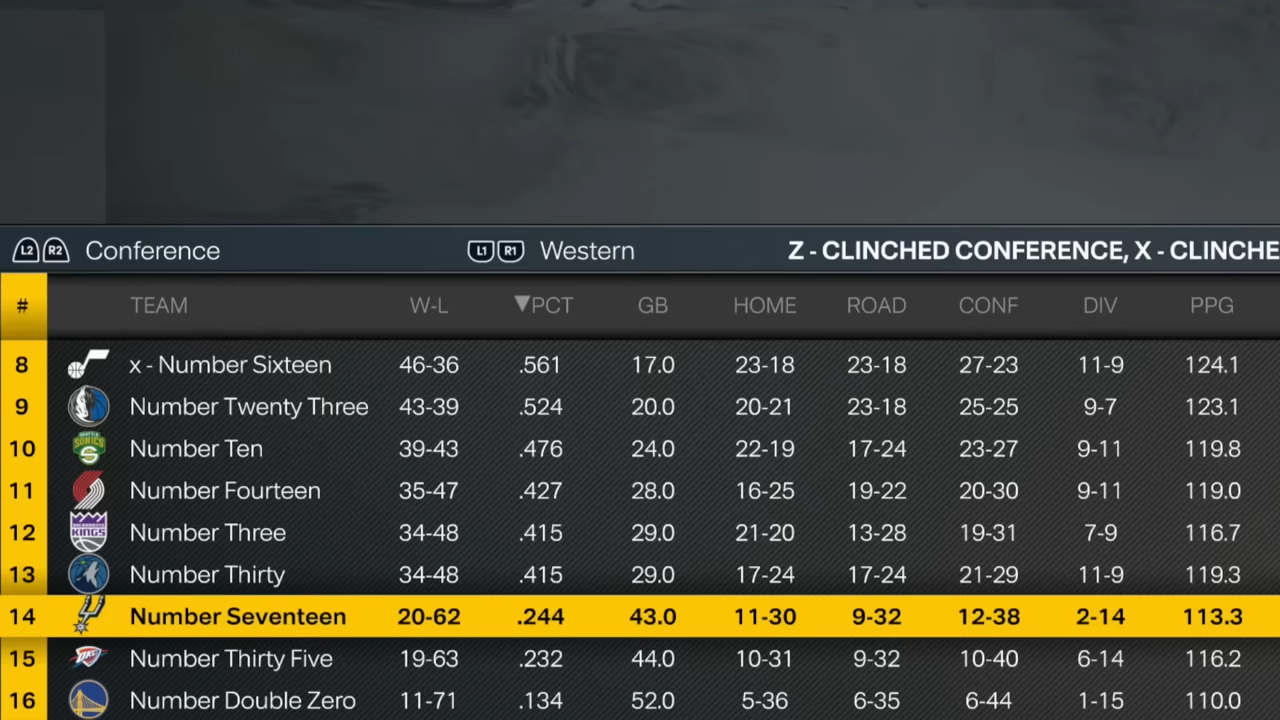 L2 R2 Conference L1 R1 Western Z - CLINCHED CONFERENCE, X - CLINCHE
# TEAM W-L ▼PCT GB HOME ROAD CONF DIV PPG
8 x - Number Sixteen 46-36 .561 17.0 23-18 23-18 27-23 11-9 124.1
9 Number Twenty Three 43-39 .524 20.0 20-21 23-18 25-25 9-7 123.1
10 SONICS Number Ten 39-43 .476 24.0 22-19 17-24 23-27 9-11 119.8
11 Number Fourteen 35-47 .427 28.0 16-25 19-22 20-30 9-11 119.0
12 KINGS Number Three 34-48 .415 29.0 21-20 13-28 19-31 7-9 116.7
13 Number Thirty 34-48 .415 29.0 17-24 17-24 21-29 11-9 119.3
14 Number Seventeen 20-62 .244 43.0 11-30 9-32 12-38 2-14 113.3
15 OKC Number Thirty Five 19-63 .232 44.0 10-31 9-32 10-40 6-14 116.2
16 Number Double Zero 11-71 .134 52.0 5-36 6-35 6-44 1-15 110.0